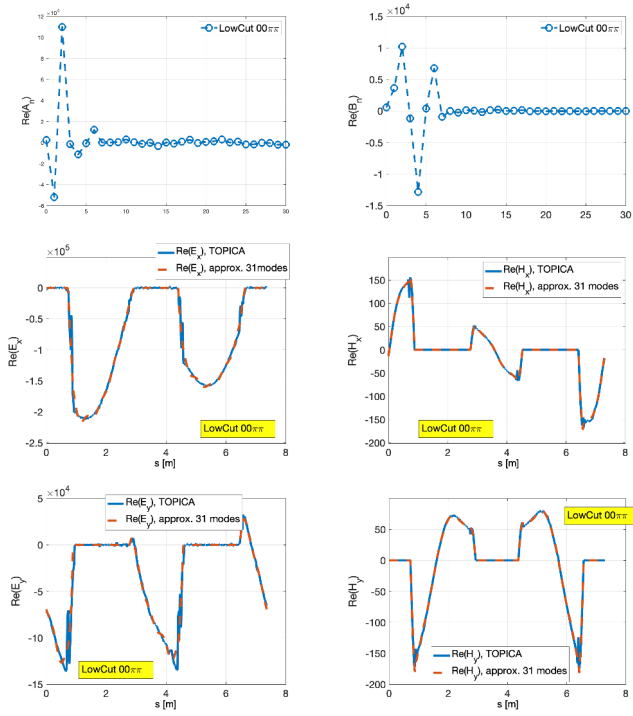 ×10⁶
12
10
8
6
4
2
0
-2
-4
-6
Re(Aₙ)
0 5 10 15 20 25 30
LowCut 00ππ
×10⁴
1.5
1
0.5
0
-0.5
-1
-1.5
Re(Bₙ)
0 5 10 15 20 25 30
LowCut 00ππ
×10⁵
Re(Eₓ), TOPICA
Re(Eₓ), approx. 31modes
0
-0.5
-1
-1.5
-2
-2.5
Re(Eₓ)
LowCut 00ππ
0 2 4 6 8
s [m]
Re(Hₓ), TOPICA
Re(Hₓ), approx. 31 modes
150
100
50
0
-50
-100
-150
-200
Re(Hₓ)
LowCut 00ππ
0 2 4 6 8
s [m]
×10⁴
Re(E_y), TOPICA
Re(E_y), approx. 31 modes
5
0
-5
-10
-15
Re(E_y)
LowCut 00ππ
0 2 4 6 8
s [m]
LowCut 00ππ
50
0
-50
-100
-150
-200
Re(H_y)
Re(H_y), TOPICA
Re(H_y), approx. 31 modes
0 2 4 6 8
s [m]